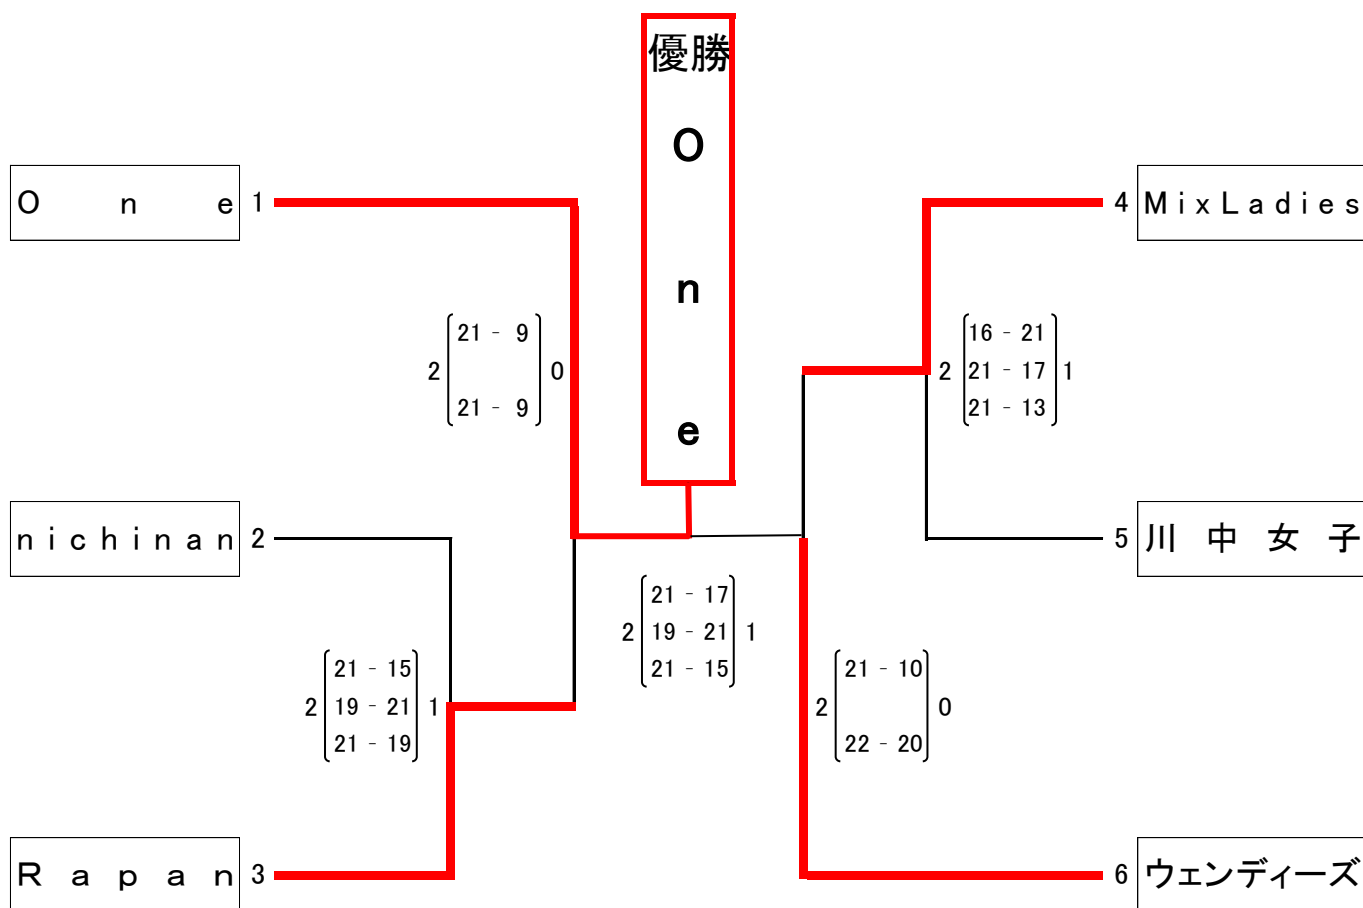 優勝
O
n
e
One 1
4 MixLadies
21 - 9
2 0
21 - 9
16 - 21
2 21 - 17 1
21 - 13
nichinan 2
5 川中女子
21 - 17
2 19 - 21 1
21 - 15
21 - 15
2 19 - 21 1
21 - 19
21 - 10
2 0
22 - 20
Rapan 3
6 ウェンディーズ